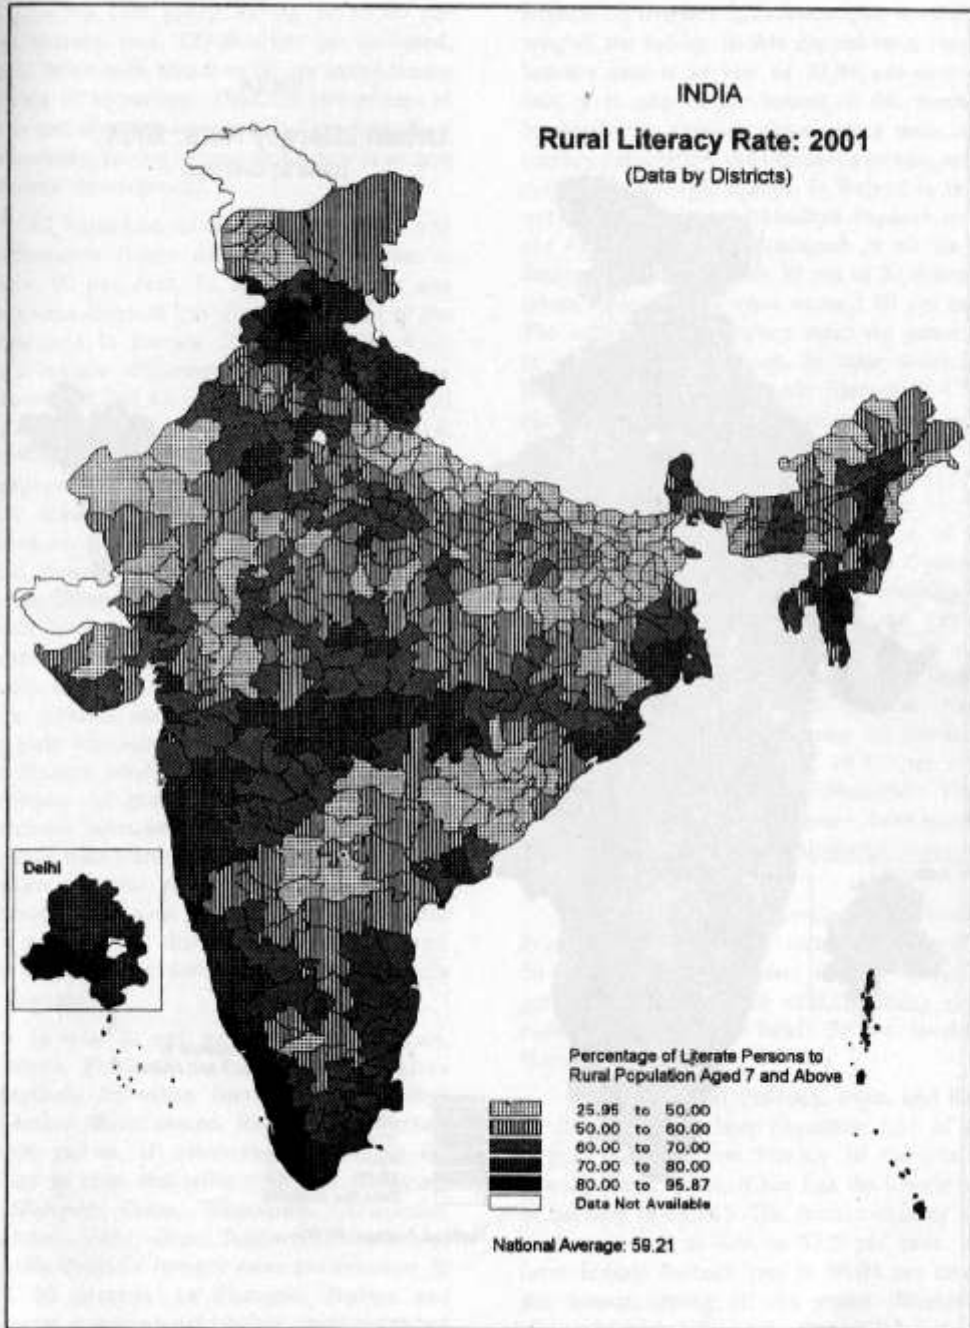 INDIA
Rural Literacy Rate: 2001
(Data by Districts)
Delhi
Percentage of Literate Persons to
Rural Population Aged 7 and Above
25.95 to 50.00
50.00 to 60.00
60.00 to 70.00
70.00 to 80.00
80.00 to 95.87
Data Not Available
National Average: 59.21